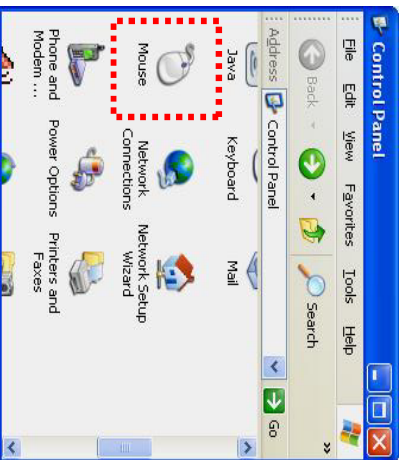 Control Panel
File Edit View Favorites Tools Help
Back Search »
Address Control Panel Go
Java Keyboard Mail
Mouse Network Connections Network Setup Wizard
Phone and Modem ... Power Options Printers and Faxes